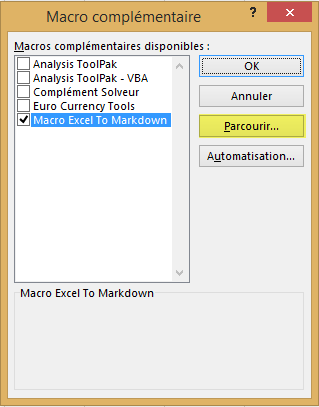 Macro complémentaire
?
Macros complémentaires disponibles :
Analysis ToolPak
Analysis ToolPak - VBA
Complément Solveur
Euro Currency Tools
Macro Excel To Markdown
OK
Annuler
Parcourir...
Automatisation...
Macro Excel To Markdown